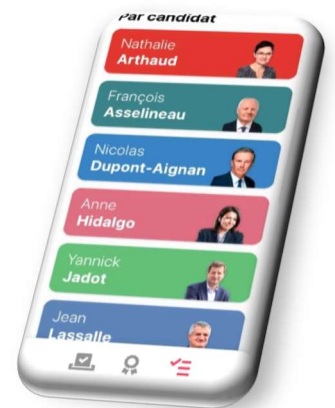 Par candidat
Nathalie
Arthaud
François
Asselineau
Nicolas
Dupont-Aignan
Anne
Hidalgo
Yannick
Jadot
Jean
Lassalle